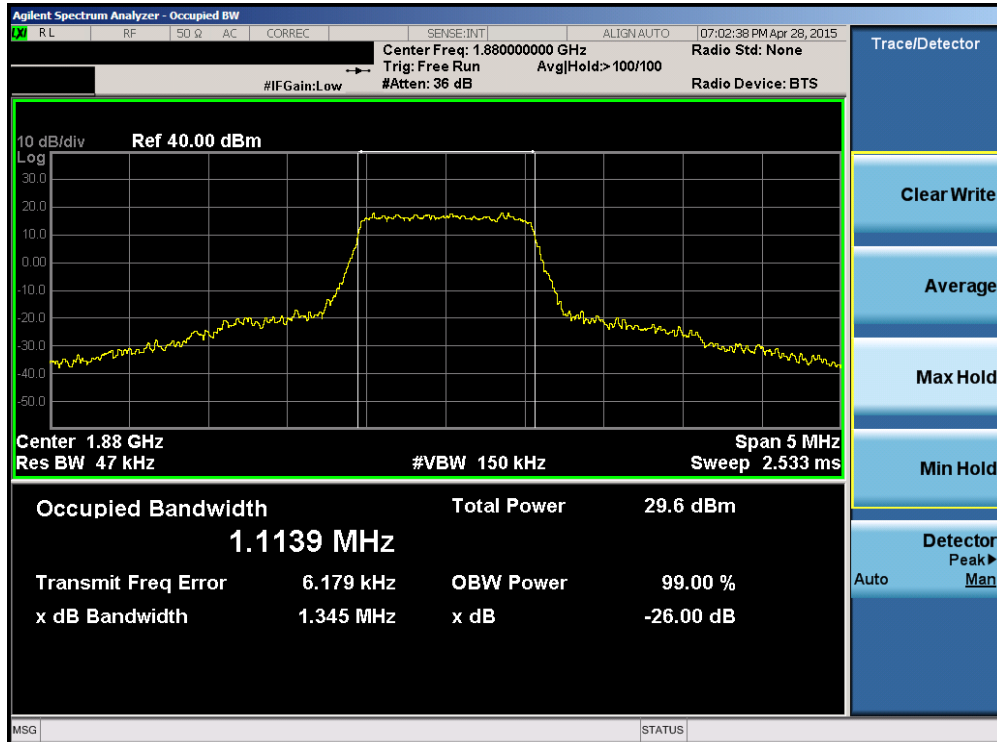 Agilent Spectrum Analyzer - Occupied BW
LXI RL RF 50 Ω AC CORREC SENSE:INT ALIGN AUTO 07:02:38 PM Apr 28, 2015
Center Freq: 1.880000000 GHz Radio Std: None
Trig: Free Run Avg|Hold:> 100/100
#IFGain:Low #Atten: 36 dB Radio Device: BTS
10 dB/div Ref 40.00 dBm
Log
30.0
20.0
10.0
0.00
-10.0
-20.0
-30.0
-40.0
-50.0
Center 1.88 GHz Span 5 MHz
Res BW 47 kHz #VBW 150 kHz Sweep 2.533 ms
Occupied Bandwidth Total Power 29.6 dBm
1.1139 MHz
Transmit Freq Error 6.179 kHz OBW Power 99.00 %
x dB Bandwidth 1.345 MHz x dB -26.00 dB
MSG STATUS
Trace/Detector
Clear Write
Average
Max Hold
Min Hold
Detector
Peak▶
Auto Man